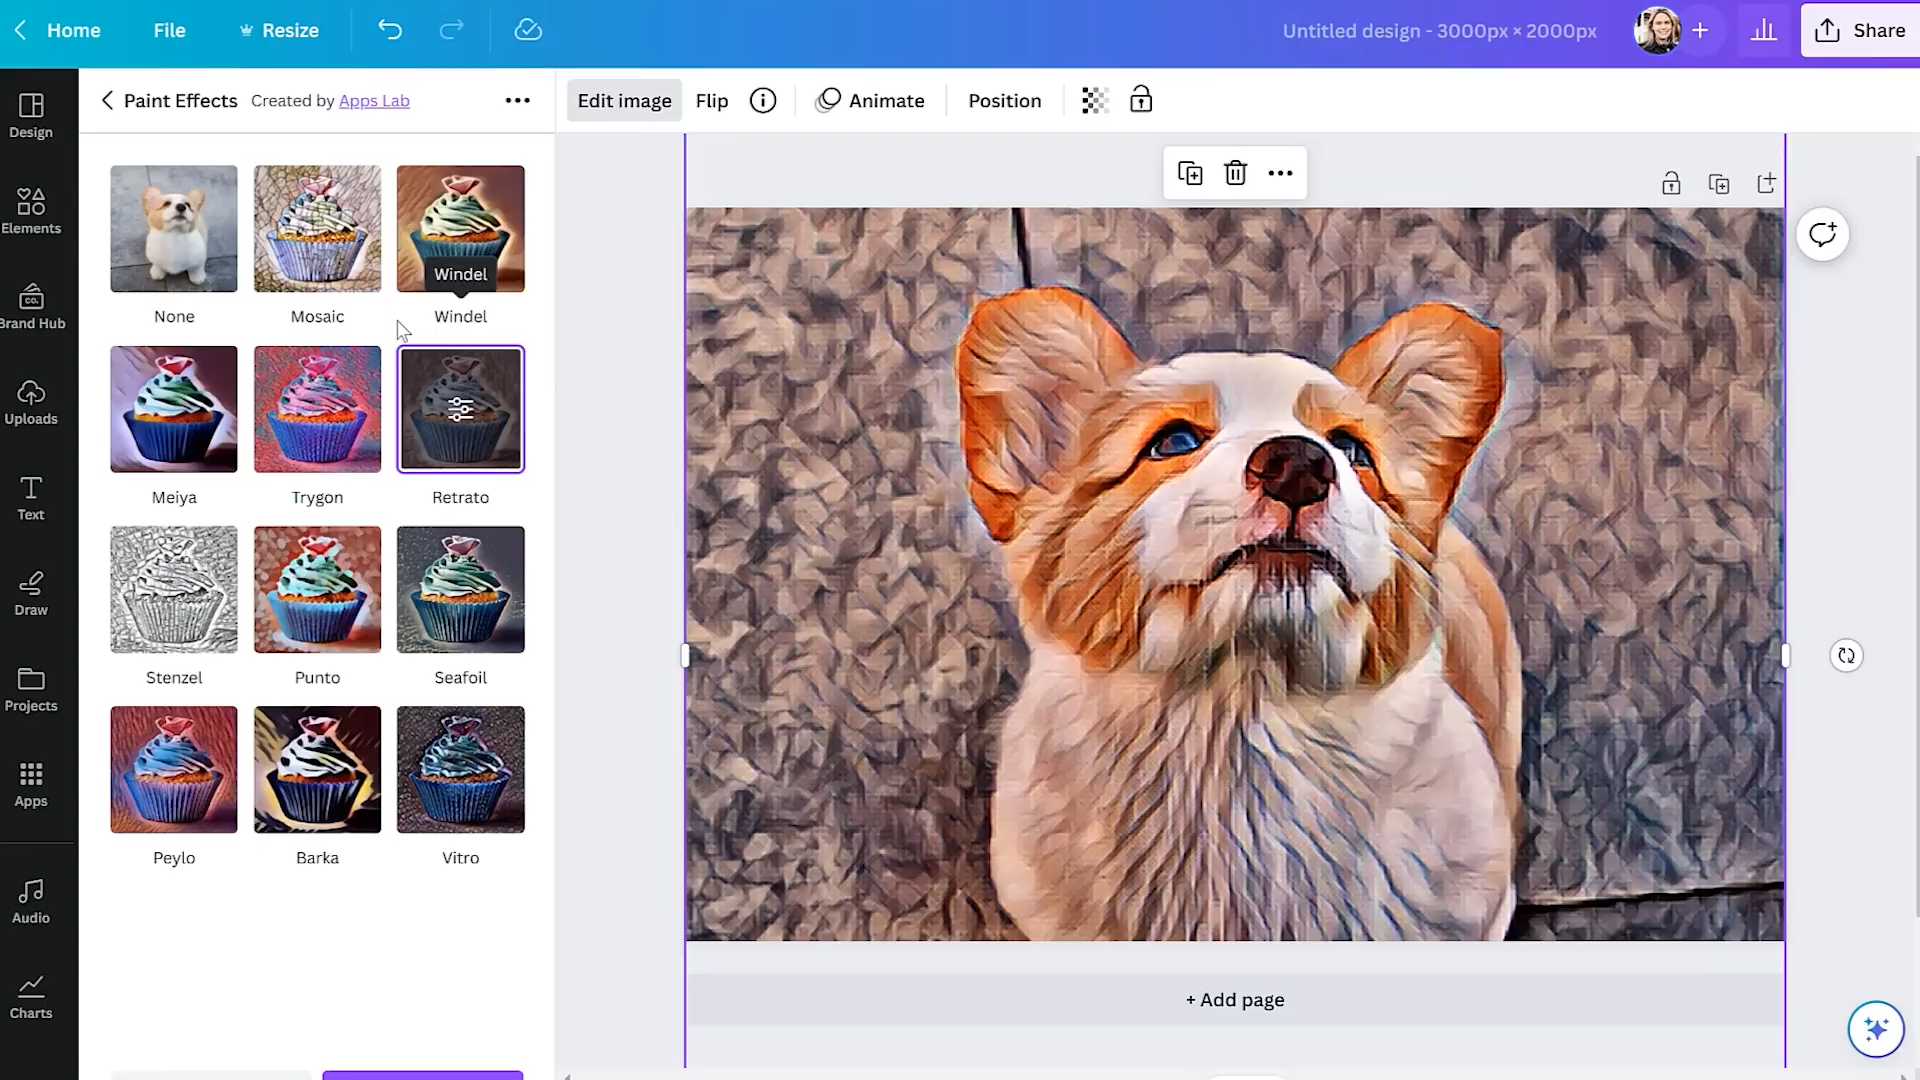 Home
File
Resize
Untitled design - 3000px × 2000px
Share
Design
Elements
Brand Hub
CO.
Uploads
Text
Draw
Projects
Apps
Audio
Charts
Paint Effects Created by Apps Lab
None
Mosaic
Windel
Windel
Meiya
Trygon
Retrato
Stenzel
Punto
Seafoil
Peylo
Barka
Vitro
Edit image
Flip
Animate
Position
+ Add page